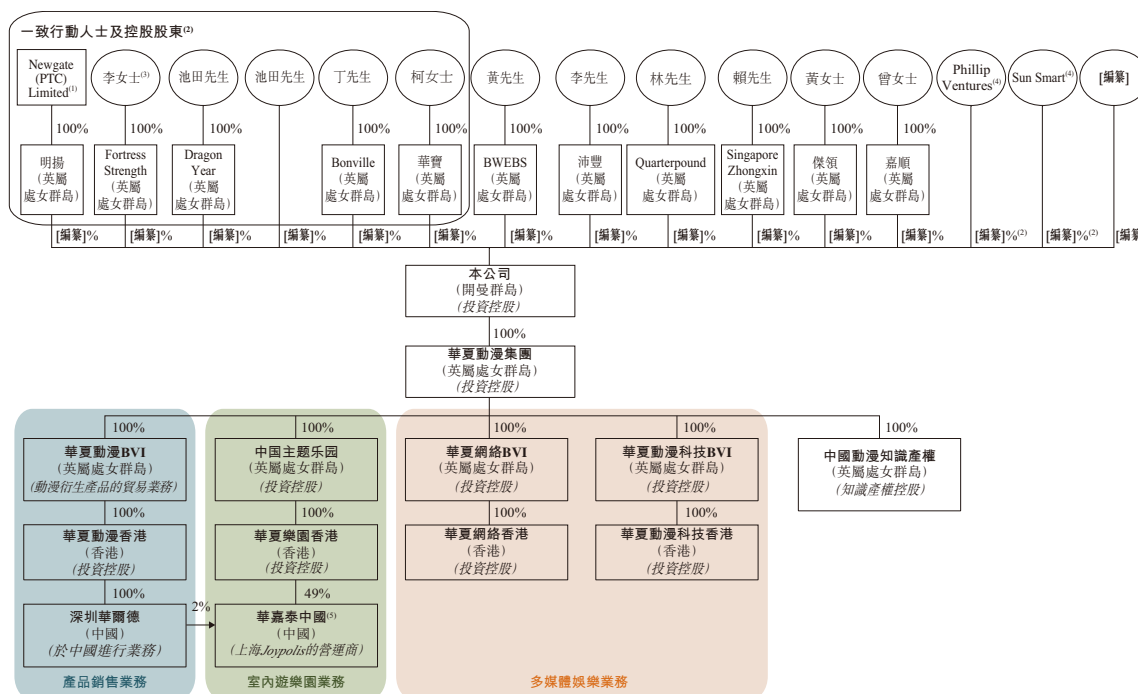 一致行動人士及控股股東(2)
Newgate
(PTC)
Limited(1)
李女士(3)
池田先生
池田先生
丁先生
柯女士
黃先生
李先生
林先生
賴先生
黃女士
曾女士
Phillip
Ventures(4)
Sun Smart(4)
[編纂]
100%
100%
100%
100%
100%
100%
100%
100%
100%
100%
100%
明揚
(英屬
處女群島)
Fortress
Strength
(英屬
處女群島)
Dragon
Year
(英屬
處女群島)
Bonville
(英屬
處女群島)
華寶
(英屬
處女群島)
BWEBS
(英屬
處女群島)
沛豐
(英屬
處女群島)
Quarterpound
(英屬
處女群島)
Singapore
Zhongxin
(英屬
處女群島)
傑領
(英屬
處女群島)
嘉順
(英屬
處女群島)
[編纂]%
[編纂]%
[編纂]%
[編纂]%
[編纂]%
[編纂]%
[編纂]%
[編纂]%
[編纂]%
[編纂]%
[編纂]%
[編纂]%
[編纂]%(2)
[編纂]%(2)
[編纂
本公司
(開曼群島)
(投資控股)
100%
華夏動漫集團
(英屬處女群島)
(投資控股)
100%
100%
100%
100%
100%
華夏動漫BVI
(英屬處女群島)
(動漫衍生產品的貿易業務)
中国主题乐园
(英屬處女群島)
(投資控股)
華夏網絡BVI
(英屬處女群島)
(投資控股)
華夏動漫科技BVI
(英屬處女群島)
(投資控股)
中國動漫知識產權
(英屬處女群島)
(知識產權控股)
100%
100%
100%
100%
華夏動漫香港
(香港)
(投資控股)
華夏樂園香港
(香港)
(投資控股)
華夏網絡香港
(香港)
(投資控股)
華夏動漫科技香港
(香港)
(投資控股)
100%
49%
深圳華爾德
(中國)
(於中國進行業務)
2%
華嘉泰中國(5)
(中國)
(上海Joypolis的營運商)
產品銷售業務
室內遊樂園業務
多媒體娛樂業務